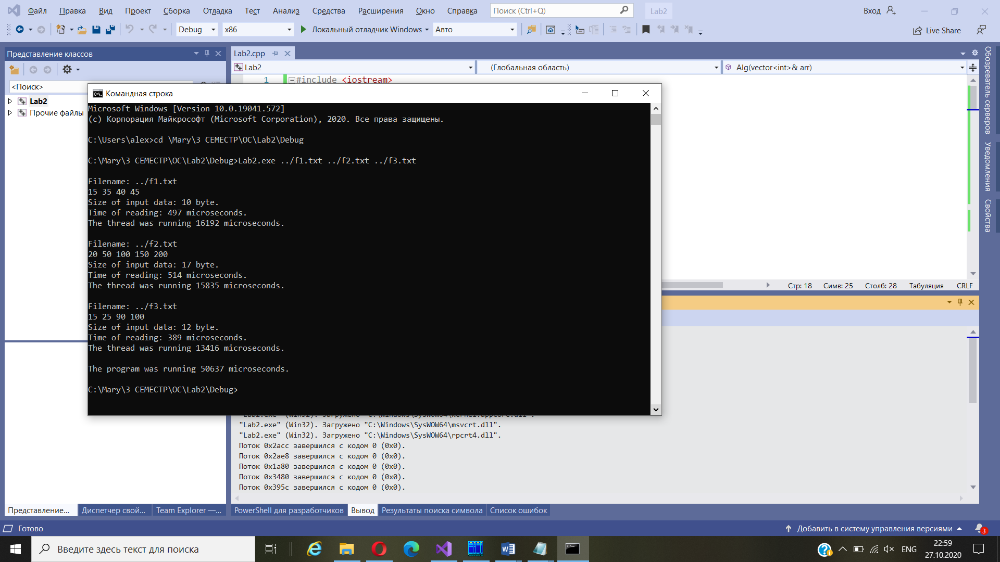 Файл Правка Вид Проект Сборка Отладка Тест Анализ Средства Расширения Окно Справка Поиск (Ctrl+Q) Lab2 Вход
Debug x86 Локальный отладчик Windows Авто Live Share
Представление классов
<Поиск>
Lab2
Прочие файлы
Lab2.cpp
Lab2 (Глобальная область) Alg(vector<int>& arr)
1 #include <iostream>
Командная строка
Microsoft Windows [Version 10.0.19041.572]
(c) Корпорация Майкрософт (Microsoft Corporation), 2020. Все права защищены.
C:\Users\alex>cd \Mary\3 СЕМЕСТР\ОС\Lab2\Debug
C:\Mary\3 СЕМЕСТР\ОС\Lab2\Debug>Lab2.exe ../f1.txt ../f2.txt ../f3.txt
Filename: ../f1.txt
15 35 40 45
Size of input data: 10 byte.
Time of reading: 497 microseconds.
The thread was running 16192 microseconds.
Filename: ../f2.txt
20 50 100 150 200
Size of input data: 17 byte.
Time of reading: 514 microseconds.
The thread was running 15835 microseconds.
Filename: ../f3.txt
15 25 90 100
Size of input data: 12 byte.
Time of reading: 389 microseconds.
The thread was running 13416 microseconds.
The program was running 50637 microseconds.
C:\Mary\3 СЕМЕСТР\ОС\Lab2\Debug>
Стр: 18 Симв: 25 Столб: 28 Табуляция CRLF
"Lab2.exe" (Win32). Загружено "C:\Windows\SysWOW64\kernel.appcore.dll".
"Lab2.exe" (Win32). Загружено "C:\Windows\SysWOW64\msvcrt.dll".
"Lab2.exe" (Win32). Загружено "C:\Windows\SysWOW64\rpcrt4.dll".
Поток 0x2acc завершился с кодом 0 (0x0).
Поток 0x2ae8 завершился с кодом 0 (0x0).
Поток 0x1a80 завершился с кодом 0 (0x0).
Поток 0x3480 завершился с кодом 0 (0x0).
Поток 0x395c завершился с кодом 0 (0x0).
Обозреватель серверов
Уведомления
Свойства
Представление... Диспетчер свой... Team Explorer —... PowerShell для разработчиков Вывод Результаты поиска символа Список ошибок
Готово Добавить в систему управления версиями 3
Введите здесь текст для поиска ENG 22:59
27.10.2020